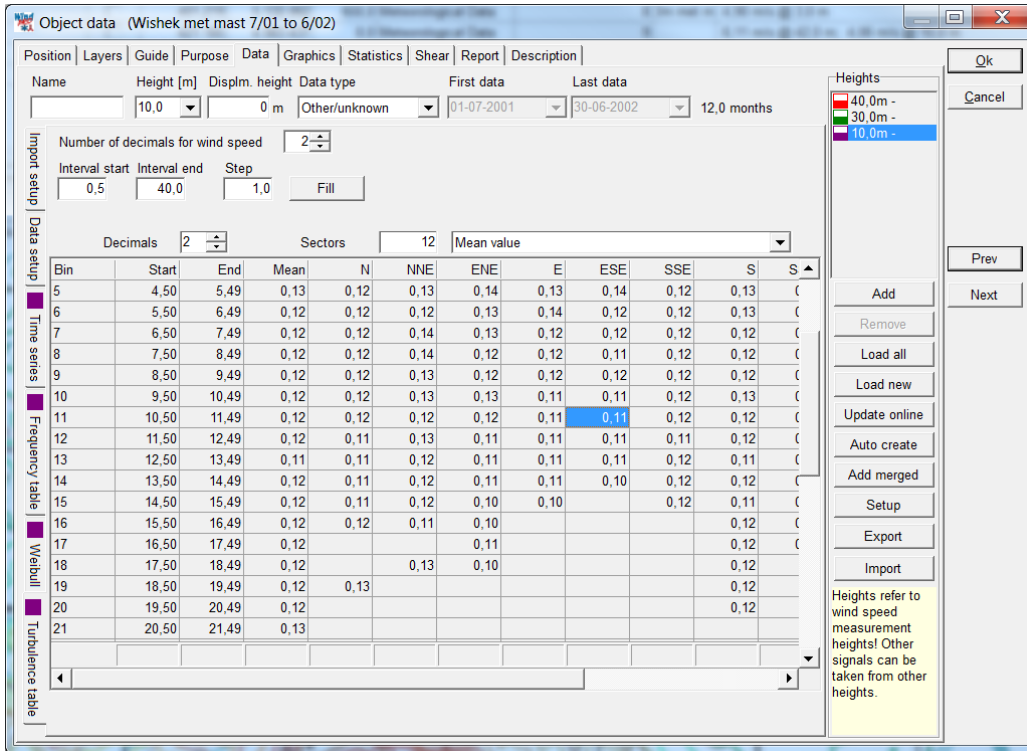 Object data (Wishek met mast 7/01 to 6/02)
Position Layers Guide Purpose Data Graphics Statistics Shear Report Description
Name Height [m] Displm. height Data type First data Last data
10,0 0 m Other/unknown 01-07-2001 30-06-2002 12,0 months
Number of decimals for wind speed 2
Interval start Interval end Step
0,5 40,0 1,0 Fill
Decimals 2 Sectors 12 Mean value
Bin Start End Mean N NNE ENE E ESE SSE S S
5 4,50 5,49 0,13 0,12 0,13 0,14 0,13 0,14 0,12 0,13
6 5,50 6,49 0,12 0,12 0,12 0,13 0,14 0,12 0,12 0,13
7 6,50 7,49 0,12 0,12 0,14 0,13 0,12 0,12 0,12 0,12
8 7,50 8,49 0,12 0,12 0,14 0,12 0,12 0,11 0,12 0,12
9 8,50 9,49 0,12 0,12 0,13 0,12 0,12 0,12 0,12 0,12
10 9,50 10,49 0,12 0,12 0,13 0,13 0,11 0,11 0,12 0,13
11 10,50 11,49 0,12 0,12 0,12 0,12 0,11 0,11 0,12 0,12
12 11,50 12,49 0,12 0,11 0,13 0,11 0,11 0,11 0,11 0,12
13 12,50 13,49 0,11 0,11 0,12 0,11 0,11 0,11 0,12 0,11
14 13,50 14,49 0,12 0,11 0,12 0,11 0,11 0,10 0,12 0,12
15 14,50 15,49 0,12 0,11 0,12 0,10 0,10 0,12 0,11
16 15,50 16,49 0,12 0,12 0,11 0,10 0,12
17 16,50 17,49 0,12 0,11 0,12
18 17,50 18,49 0,12 0,13 0,10 0,12
19 18,50 19,49 0,12 0,13 0,12
20 19,50 20,49 0,12 0,12
21 20,50 21,49 0,13
Import setup
Data setup
Time series
Frequency table
Weibull
Turbulence table
Heights
40,0m -
30,0m -
10,0m -
Add
Remove
Load all
Load new
Update online
Auto create
Add merged
Setup
Export
Import
Heights refer to
wind speed
measurement
heights! Other
signals can be
taken from other
heights.
Ok
Cancel
Prev
Next